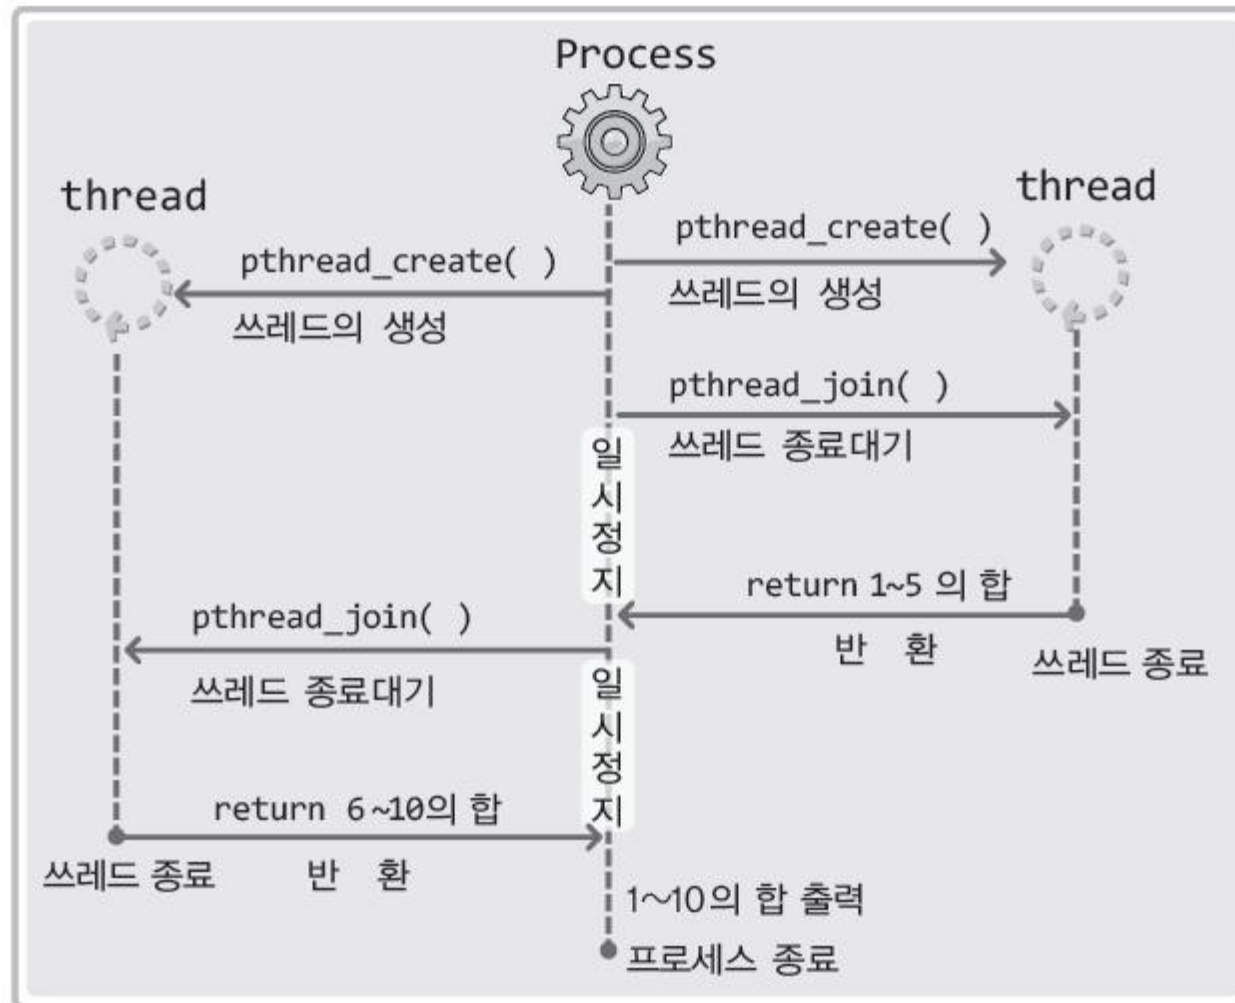 Process
thread
thread
pthread_create( )
쓰레드의 생성
pthread_create( )
쓰레드의 생성
pthread_join( )
쓰레드 종료대기
일시정지
return 1~5 의 합
반 환
쓰레드 종료
pthread_join( )
쓰레드 종료대기
일시정지
return 6~10의 합
반 환
쓰레드 종료
1~10의 합 출력
프로세스 종료